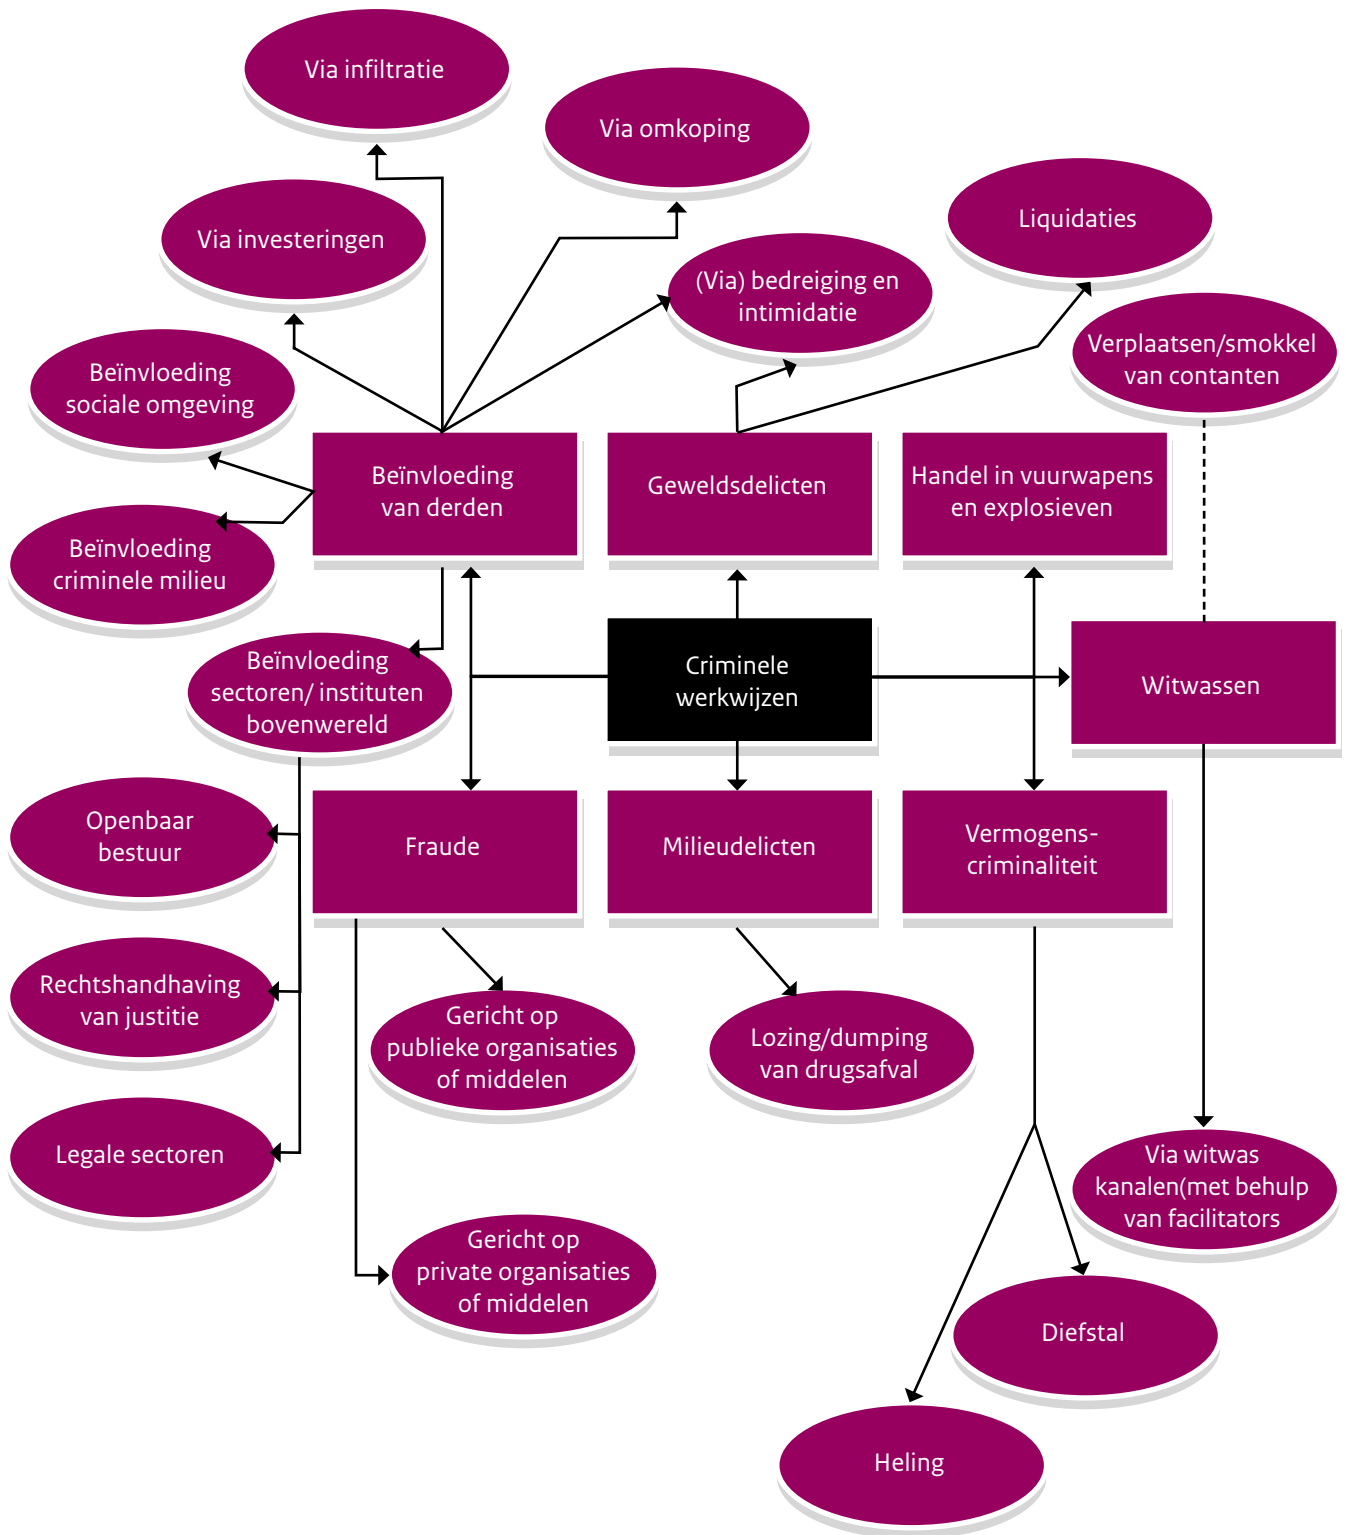 Via infiltratie
Via omkoping
Liquidaties
Via investeringen
(Via) bedreiging en
intimidatie
Verplaatsen/smokkel
van contanten
Beïnvloeding
sociale omgeving
Beïnvloeding
van derden
Geweldsdelicten
Handel in vuurwapens
en explosieven
Beïnvloeding
criminele milieu
Beïnvloeding
sectoren/ instituten
bovenwereld
Criminele
werkwijzen
Witwassen
Openbaar
bestuur
Fraude
Milieudelicten
Vermogens-
criminaliteit
Rechtshandhaving
van justitie
Gericht op
publieke organisaties
of middelen
Lozing/dumping
van drugsafval
Legale sectoren
Via witwas
kanalen(met behulp
van facilitators
Gericht op
private organisaties
of middelen
Diefstal
Heling